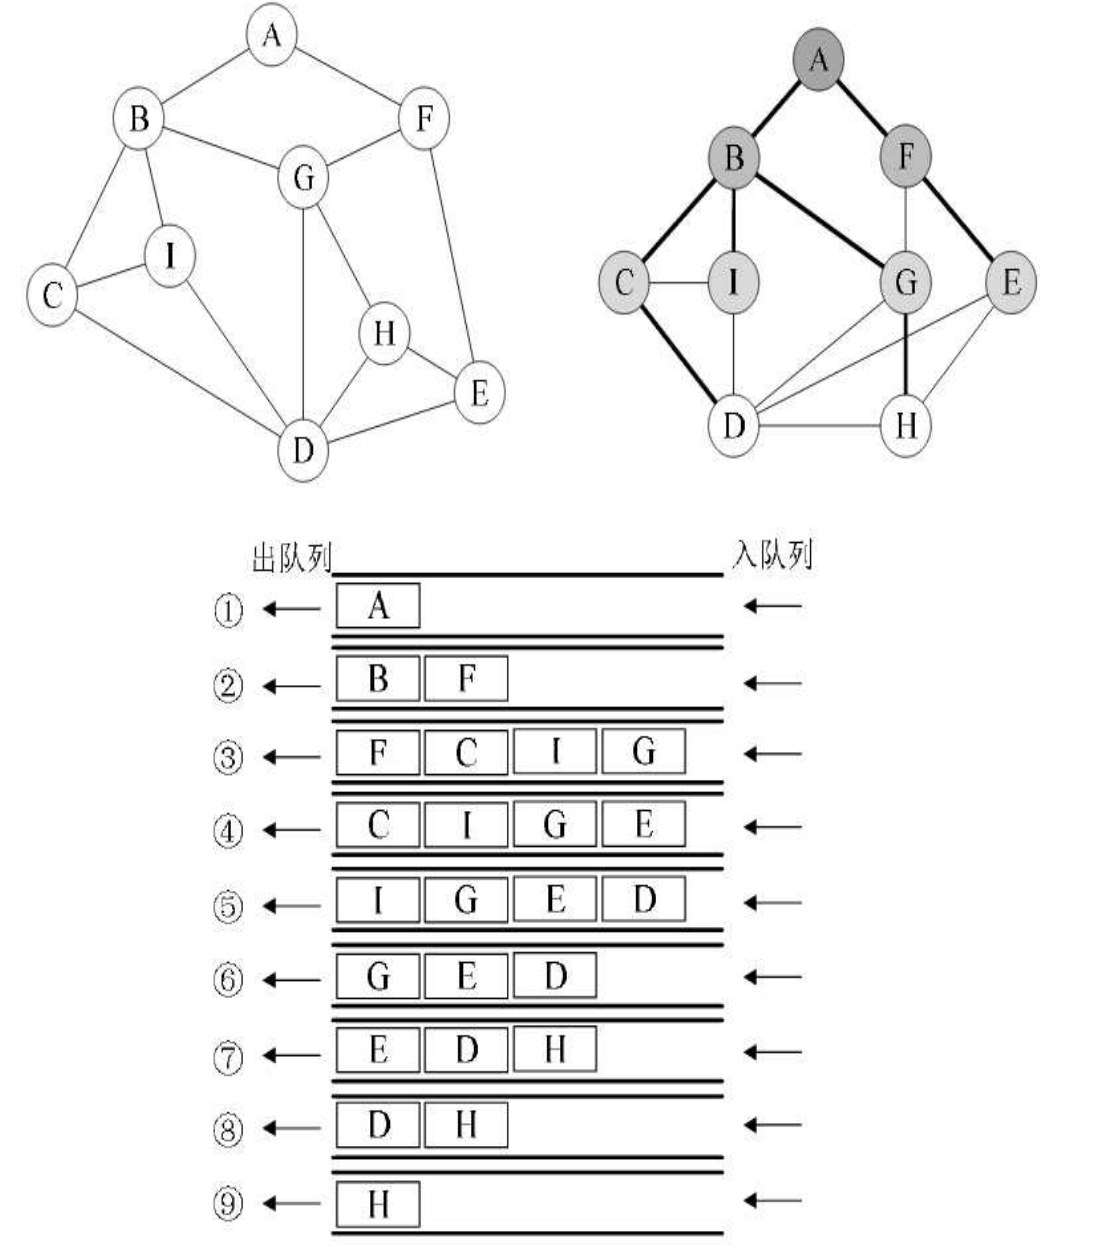 A
B
F
G
I
C
H
E
D
A
B
F
C
I
G
E
D
H
出队列 入队列
① A
② B F
③ F C I G
④ C I G E
⑤ I G E D
⑥ G E D
⑦ E D H
⑧ D H
⑨ H